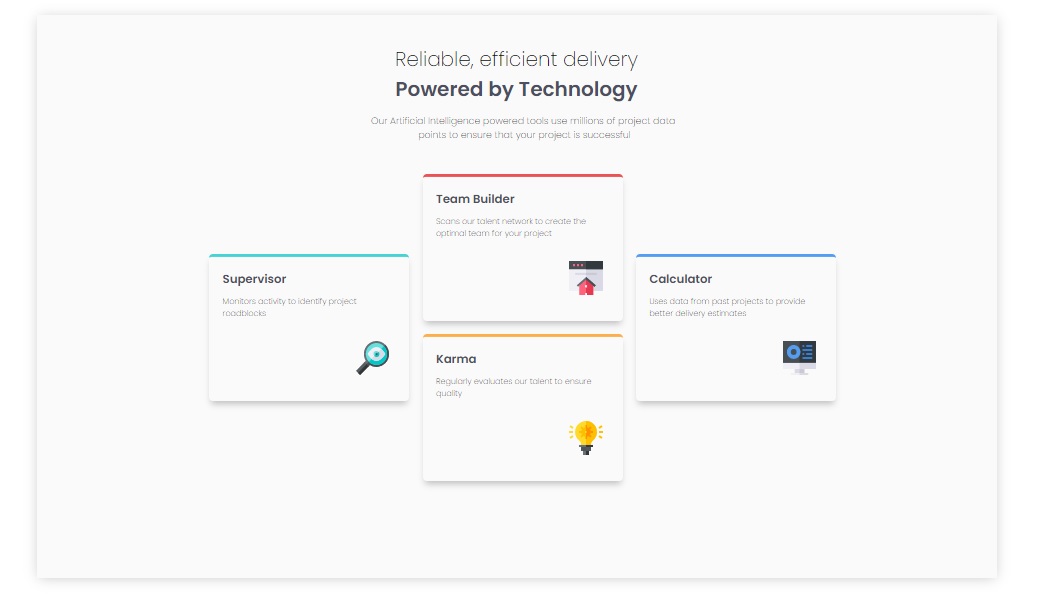 Reliable, efficient delivery
Powered by Technology
Our Artificial Intelligence powered tools use millions of project data
points to ensure that your project is successful
Team Builder
Scans our talent network to create the
optimal team for your project
Supervisor
Monitors activity to identify project
roadblocks
Calculator
Uses data from past projects to provide
better delivery estimates
Karma
Regularly evaluates our talent to ensure
quality